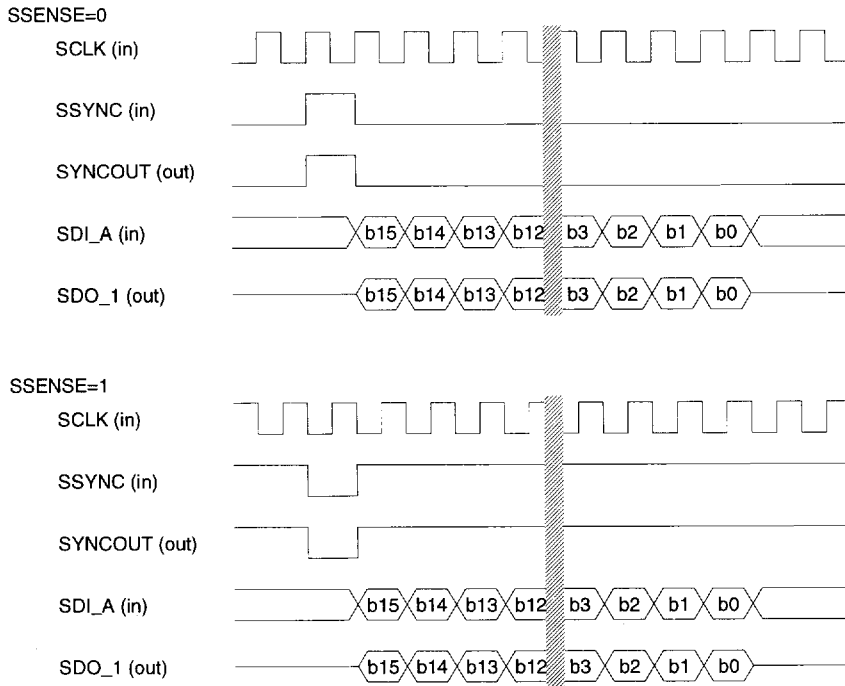 SSENSE=0
SCLK (in)
SSYNC (in)
SYNCOUT (out)
SDI_A (in) b15 b14 b13 b12 b3 b2 b1 b0
SDO_1 (out) b15 b14 b13 b12 b3 b2 b1 b0
SSENSE=1
SCLK (in)
SSYNC (in)
SYNCOUT (out)
SDI_A (in) b15 b14 b13 b12 b3 b2 b1 b0
SDO_1 (out) b15 b14 b13 b12 b3 b2 b1 b0